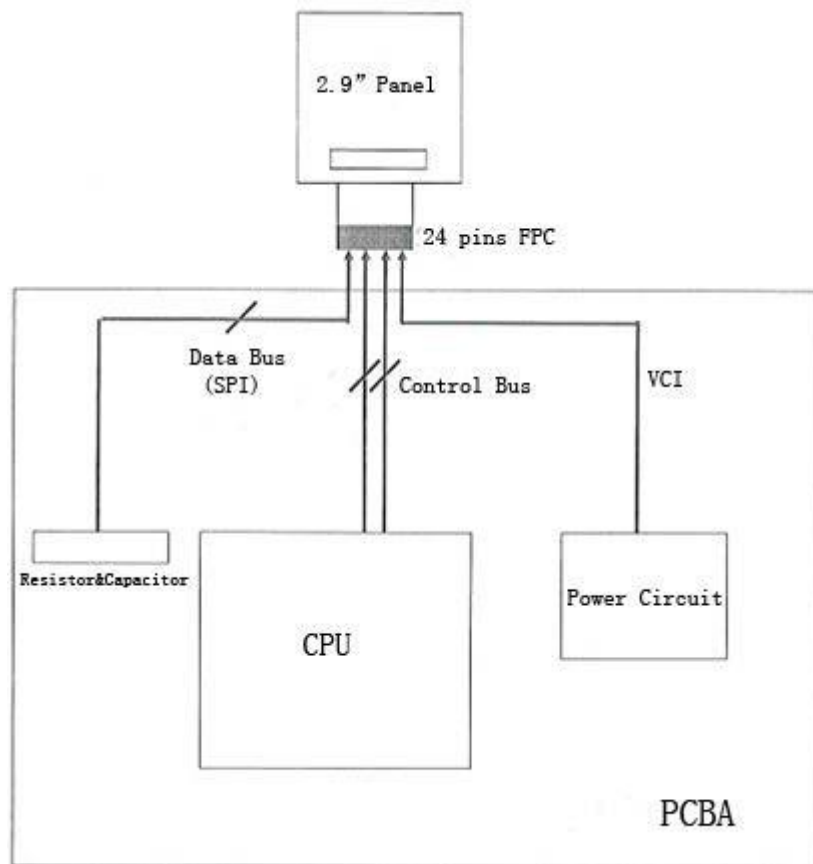 2.9” Panel
24 pins FPC
Data Bus
(SPI)
Control Bus
VCI
Resistor&Capacitor
CPU
Power Circuit
PCBA